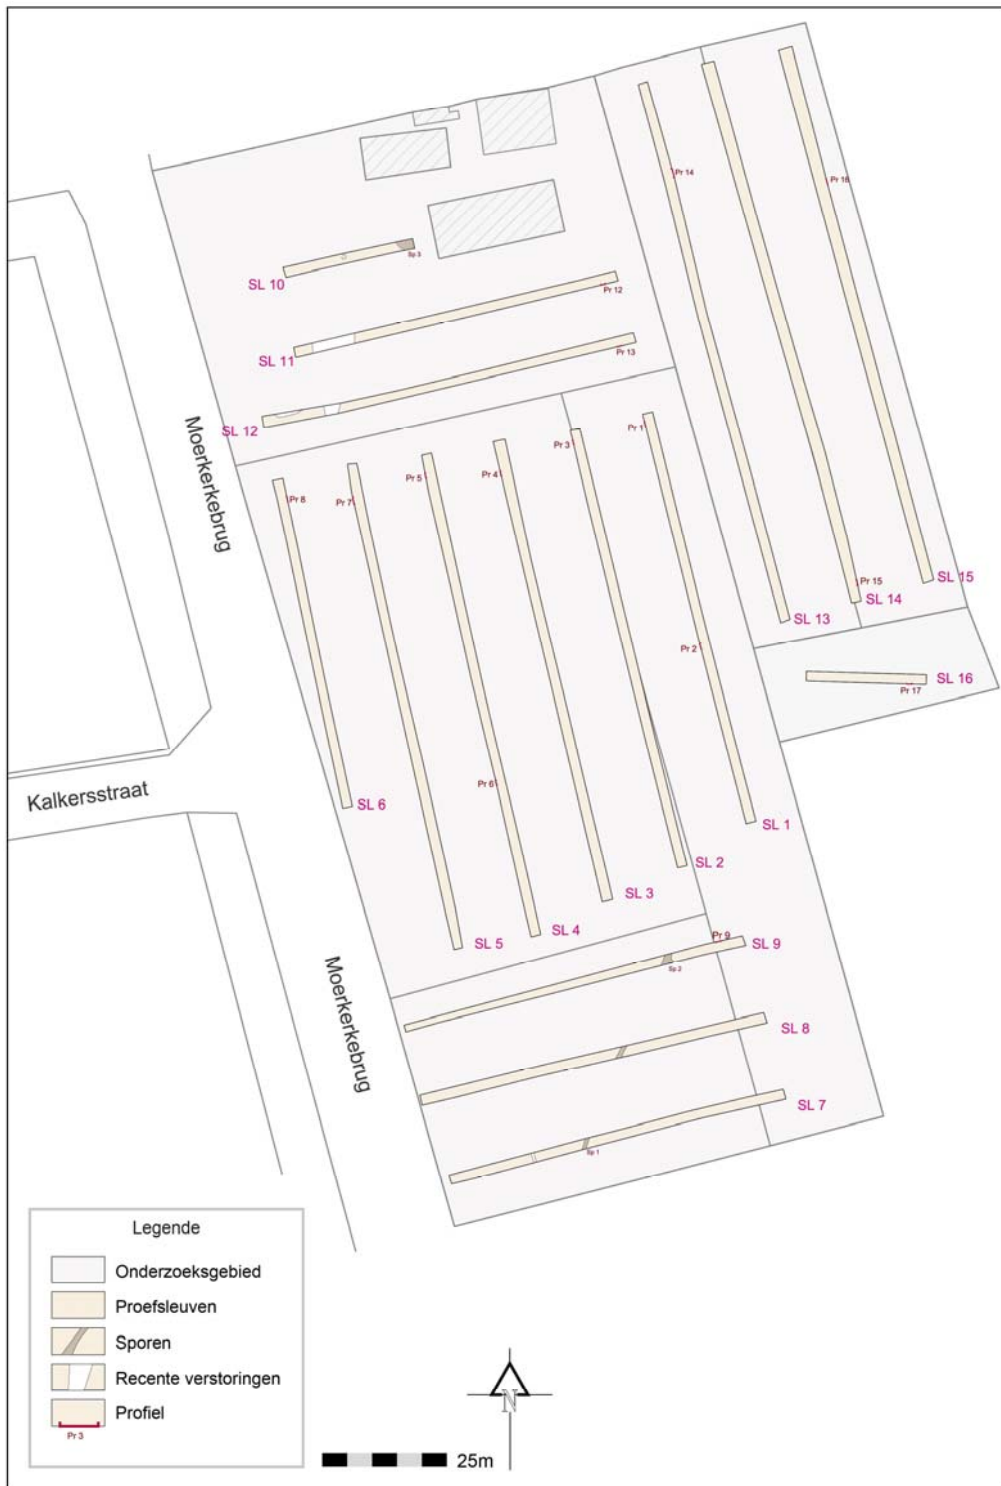 Pr 14
Pr 16
Sp 3
SL 10
Pr 12
SL 11
Pr 13
SL 12
Moerkerkebrug
Pr 1
Pr 3
Pr 4
Pr 5
Pr 7
Pr 8
Pr 15
SL 15
SL 14
SL 13
Pr 2
SL 16
Pr 17
Pr 6
Kalkersstraat
SL 6
SL 1
SL 2
SL 3
SL 4
SL 5
Pr 9
SL 9
Sp 2
Moerkerkebrug
SL 8
SL 7
Sp 1
Legende
Onderzoeksgebied
Proefsleuven
Sporen
Recente verstoringen
Profiel
Pr 3
N
25m